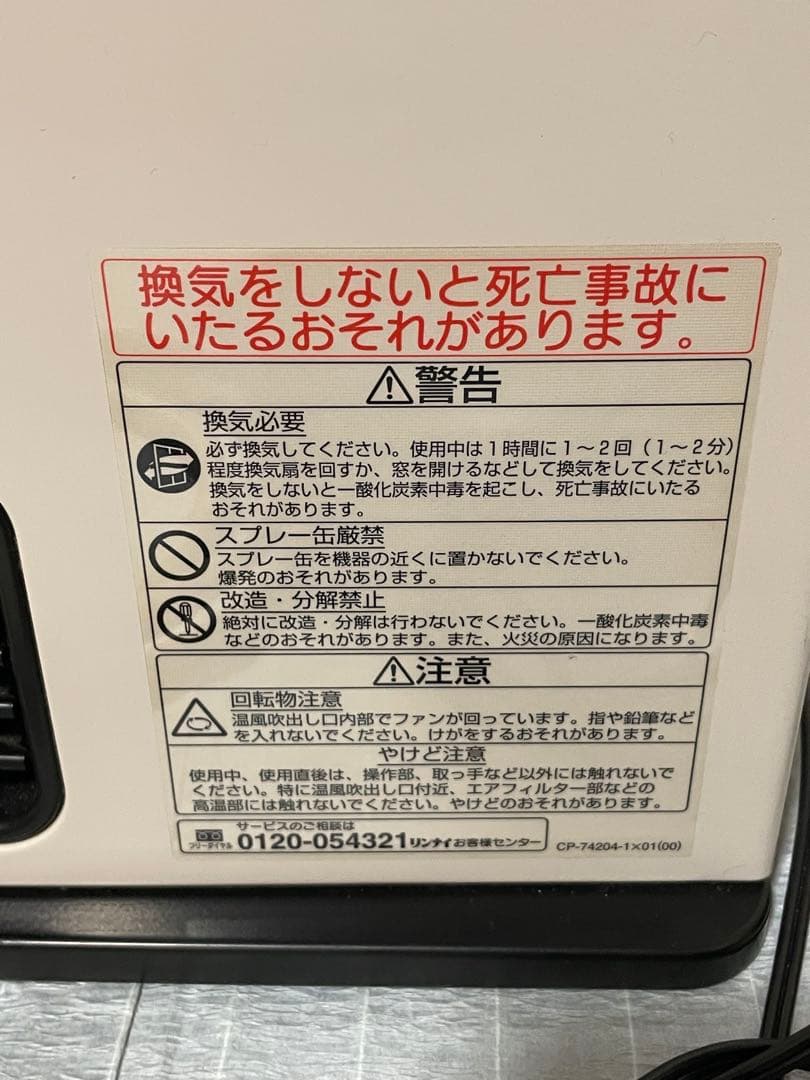 換気をしないと死亡事故に
いたるおそれがあります。
⚠警告
換気必要
必ず換気してください。使用中は1時間に1～2回（1～2分）
程度換気扇を回すか、窓を開けるなどして換気をしてください。
換気をしないと一酸化炭素中毒を起こし、死亡事故にいたる
おそれがあります。
スプレー缶厳禁
スプレー缶を機器の近くに置かないでください。
爆発のおそれがあります。
改造・分解禁止
絶対に改造・分解は行わないでください。一酸化炭素中毒
などのおそれがあります。また、火災の原因になります。
⚠注意
回転物注意
温風吹出し口内部でファンが回っています。指や鉛筆など
を入れないでください。けがをするおそれがあります。
やけど注意
使用中、使用直後は、操作部、取っ手など以外には触れないで
ください。特に温風吹出し口付近、エアフィルター部などの
高温部には触れないでください。やけどのおそれがあります。
サービスのご相談は
フリーダイヤル 0120-054321 リンナイお客様センター
CP-74204-1×01(00)